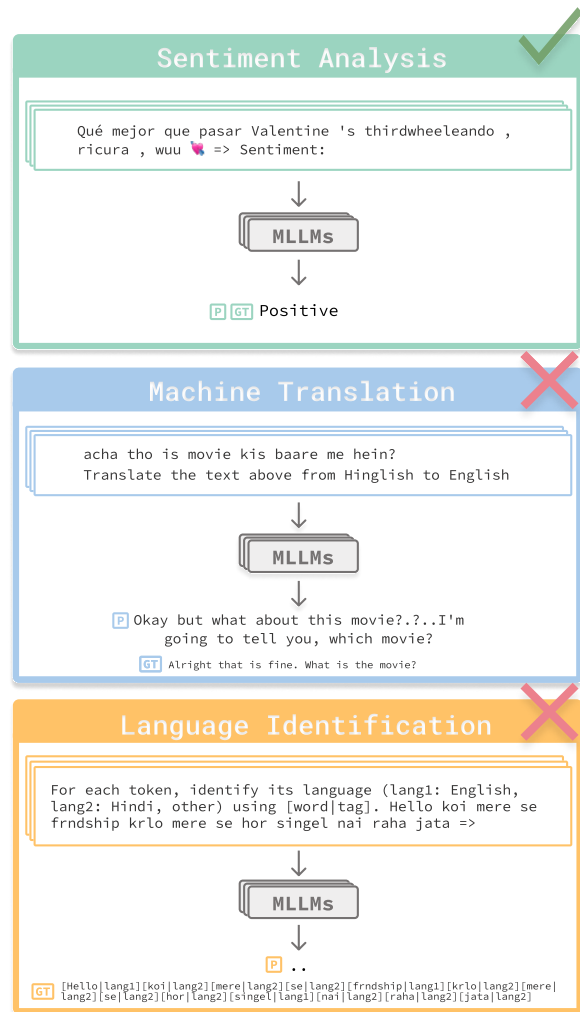 Sentiment Analysis
Qué mejor que pasar Valentine 's thirdwheeleando ,
ricura , wuu 💘 => Sentiment:
MLLMs
P GT Positive
Machine Translation
acha tho is movie kis baare me hein?
Translate the text above from Hinglish to English
MLLMs
P Okay but what about this movie?.?..I'm
going to tell you, which movie?
GT Alright that is fine. What is the movie?
Language Identification
For each token, identify its language (lang1: English,
lang2: Hindi, other) using [word|tag]. Hello koi mere se
frndship krlo mere se hor singel nai raha jata =>
MLLMs
P ..
GT [Hello|lang1][koi|lang2][mere|lang2][se|lang2][frndship|lang1][krlo|lang2][mere|
lang2][se|lang2][hor|lang2][singel|lang1][nai|lang2][raha|lang2][jata|lang2]